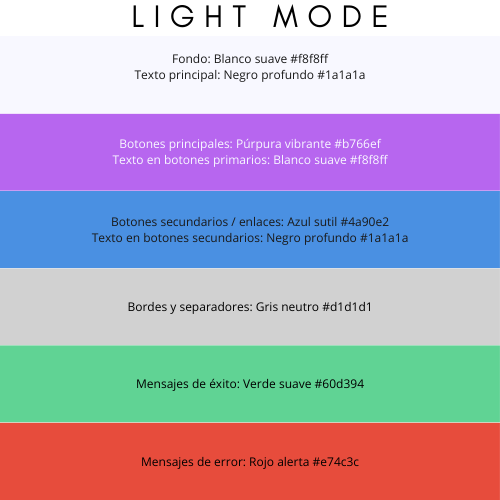 LIGHT MODE
Fondo: Blanco suave #f8f8ff
Texto principal: Negro profundo #1a1a1a
Botones principales: Púrpura vibrante #b766ef
Texto en botones primarios: Blanco suave #f8f8ff
Botones secundarios / enlaces: Azul sutil #4a90e2
Texto en botones secundarios: Negro profundo #1a1a1a
Bordes y separadores: Gris neutro #d1d1d1
Mensajes de éxito: Verde suave #60d394
Mensajes de error: Rojo alerta #e74c3c